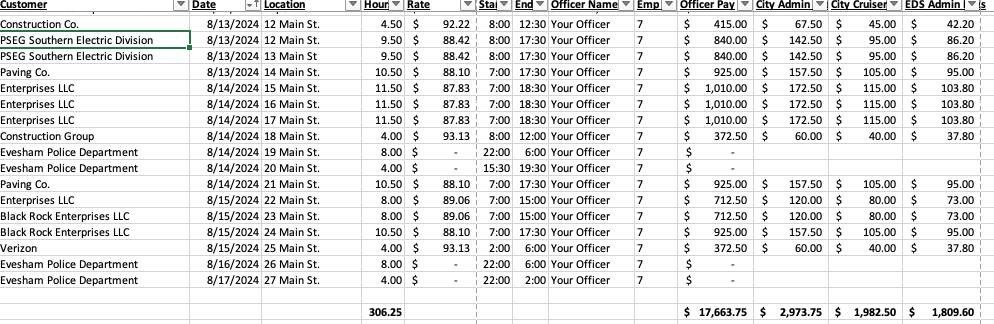 Customer Date Location Hour Rate Sta End Officer Name Emp Officer Pay City Admin City Cruiser EDS Admin s
Construction Co. 8/13/2024 12 Main St. 4.50 $ 92.22 8:00 12:30 Your Officer 7 $ 415.00 $ 67.50 $ 45.00 $ 42.20
PSEG Southern Electric Division 8/13/2024 12 Main St. 9.50 $ 88.42 8:00 17:30 Your Officer 7 $ 840.00 $ 142.50 $ 95.00 $ 86.20
PSEG Southern Electric Division 8/13/2024 13 Main St 9.50 $ 88.42 8:00 17:30 Your Officer 7 $ 840.00 $ 142.50 $ 95.00 $ 86.20
Paving Co. 8/13/2024 14 Main St. 10.50 $ 88.10 7:00 17:30 Your Officer 7 $ 925.00 $ 157.50 $ 105.00 $ 95.00
Enterprises LLC 8/14/2024 15 Main St. 11.50 $ 87.83 7:00 18:30 Your Officer 7 $ 1,010.00 $ 172.50 $ 115.00 $ 103.80
Enterprises LLC 8/14/2024 16 Main St. 11.50 $ 87.83 7:00 18:30 Your Officer 7 $ 1,010.00 $ 172.50 $ 115.00 $ 103.80
Enterprises LLC 8/14/2024 17 Main St. 11.50 $ 87.83 7:00 18:30 Your Officer 7 $ 1,010.00 $ 172.50 $ 115.00 $ 103.80
Construction Group 8/14/2024 18 Main St. 4.00 $ 93.13 8:00 12:00 Your Officer 7 $ 372.50 $ 60.00 $ 40.00 $ 37.80
Evesham Police Department 8/14/2024 19 Main St. 8.00 $ - 22:00 6:00 Your Officer 7 $ -
Evesham Police Department 8/14/2024 20 Main St. 4.00 $ - 15:30 19:30 Your Officer 7 $ -
Paving Co. 8/14/2024 21 Main St. 10.50 $ 88.10 7:00 17:30 Your Officer 7 $ 925.00 $ 157.50 $ 105.00 $ 95.00
Enterprises LLC 8/15/2024 22 Main St. 8.00 $ 89.06 7:00 15:00 Your Officer 7 $ 712.50 $ 120.00 $ 80.00 $ 73.00
Black Rock Enterprises LLC 8/15/2024 23 Main St. 8.00 $ 89.06 7:00 15:00 Your Officer 7 $ 712.50 $ 120.00 $ 80.00 $ 73.00
Black Rock Enterprises LLC 8/15/2024 24 Main St. 10.50 $ 88.10 7:00 17:30 Your Officer 7 $ 925.00 $ 157.50 $ 105.00 $ 95.00
Verizon 8/15/2024 25 Main St. 4.00 $ 93.13 2:00 6:00 Your Officer 7 $ 372.50 $ 60.00 $ 40.00 $ 37.80
Evesham Police Department 8/16/2024 26 Main St. 8.00 $ - 22:00 6:00 Your Officer 7 $ -
Evesham Police Department 8/17/2024 27 Main St. 4.00 $ - 22:00 2:00 Your Officer 7 $ -
306.25 $ 17,663.75 $ 2,973.75 $ 1,982.50 $ 1,809.60